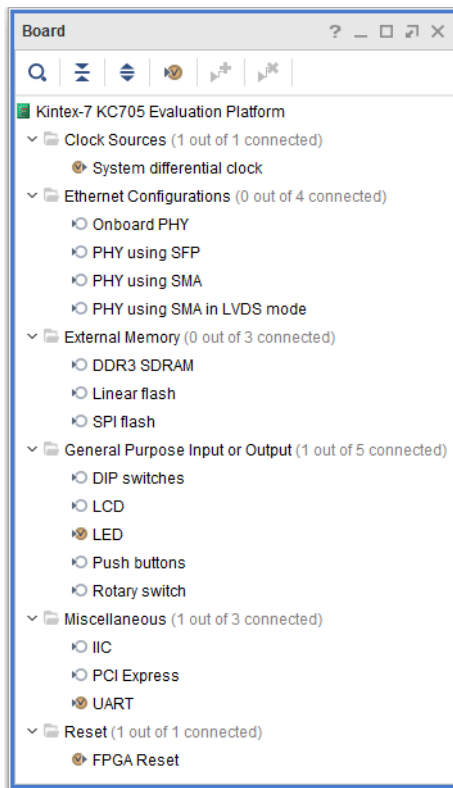 Board
Kintex-7 KC705 Evaluation Platform
Clock Sources (1 out of 1 connected)
System differential clock
Ethernet Configurations (0 out of 4 connected)
Onboard PHY
PHY using SFP
PHY using SMA
PHY using SMA in LVDS mode
External Memory (0 out of 3 connected)
DDR3 SDRAM
Linear flash
SPI flash
General Purpose Input or Output (1 out of 5 connected)
DIP switches
LCD
LED
Push buttons
Rotary switch
Miscellaneous (1 out of 3 connected)
IIC
PCI Express
UART
Reset (1 out of 1 connected)
FPGA Reset